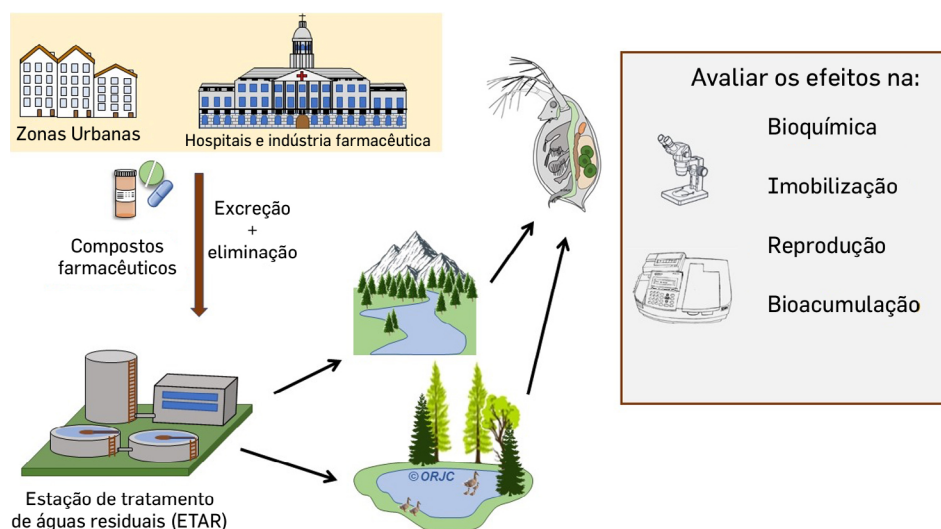 Zonas Urbanas
Hospitais e indústria farmacêutica
Compostos
farmacêuticos
Excreção
+
eliminação
Estação de tratamento
de águas residuais (ETAR)
© ORJC
Avaliar os efeitos na:
Bioquímica
Imobilização
Reprodução
Bioacumulação